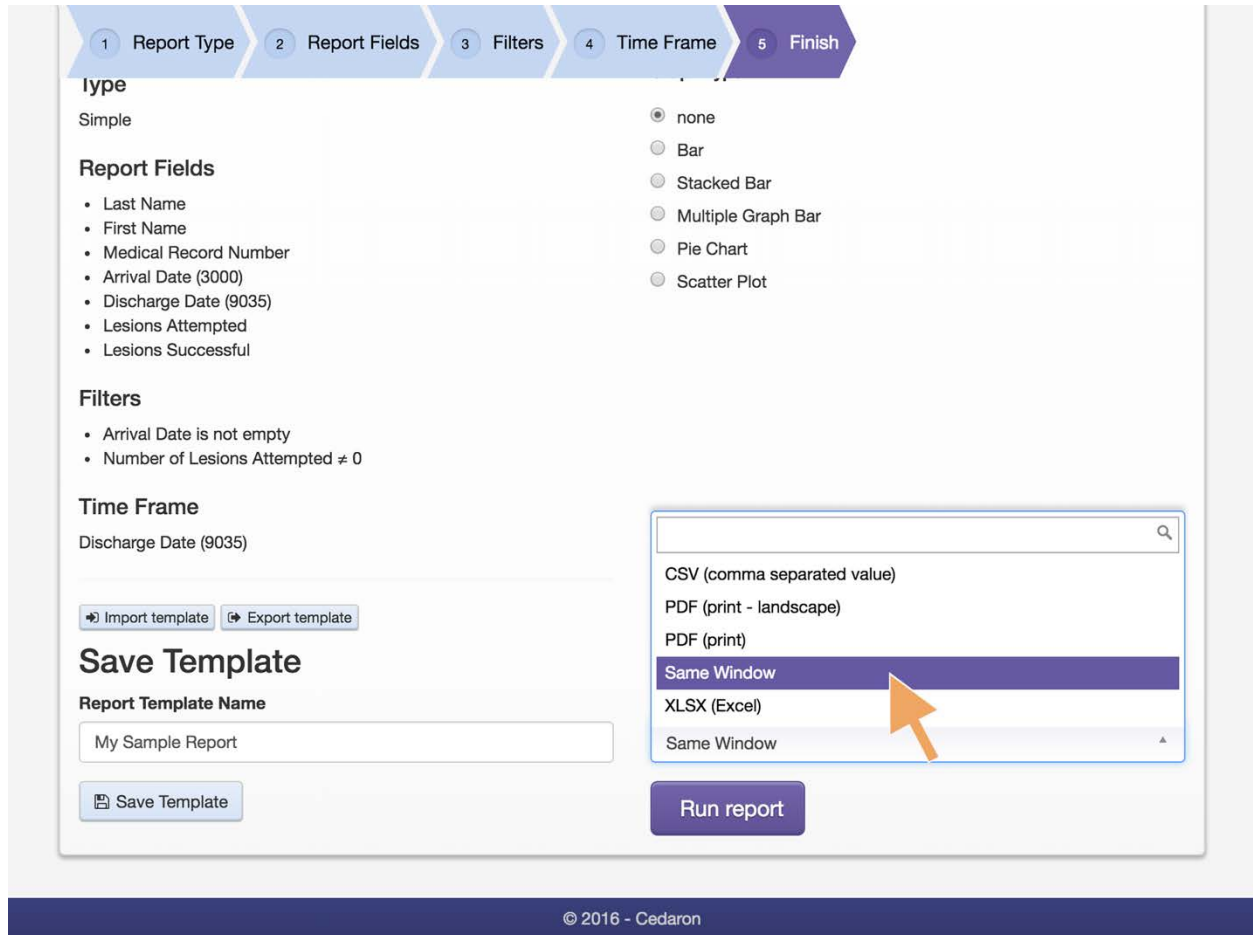 1 Report Type 2 Report Fields 3 Filters 4 Time Frame 5 Finish
Type
Simple
Report Fields
• Last Name
• First Name
• Medical Record Number
• Arrival Date (3000)
• Discharge Date (9035)
• Lesions Attempted
• Lesions Successful
Filters
• Arrival Date is not empty
• Number of Lesions Attempted ≠ 0
Time Frame
Discharge Date (9035)
Import template Export template
Save Template
Report Template Name
My Sample Report
Save Template
none
Bar
Stacked Bar
Multiple Graph Bar
Pie Chart
Scatter Plot
CSV (comma separated value)
PDF (print - landscape)
PDF (print)
Same Window
XLSX (Excel)
Same Window
Run report
© 2016 - Cedaron